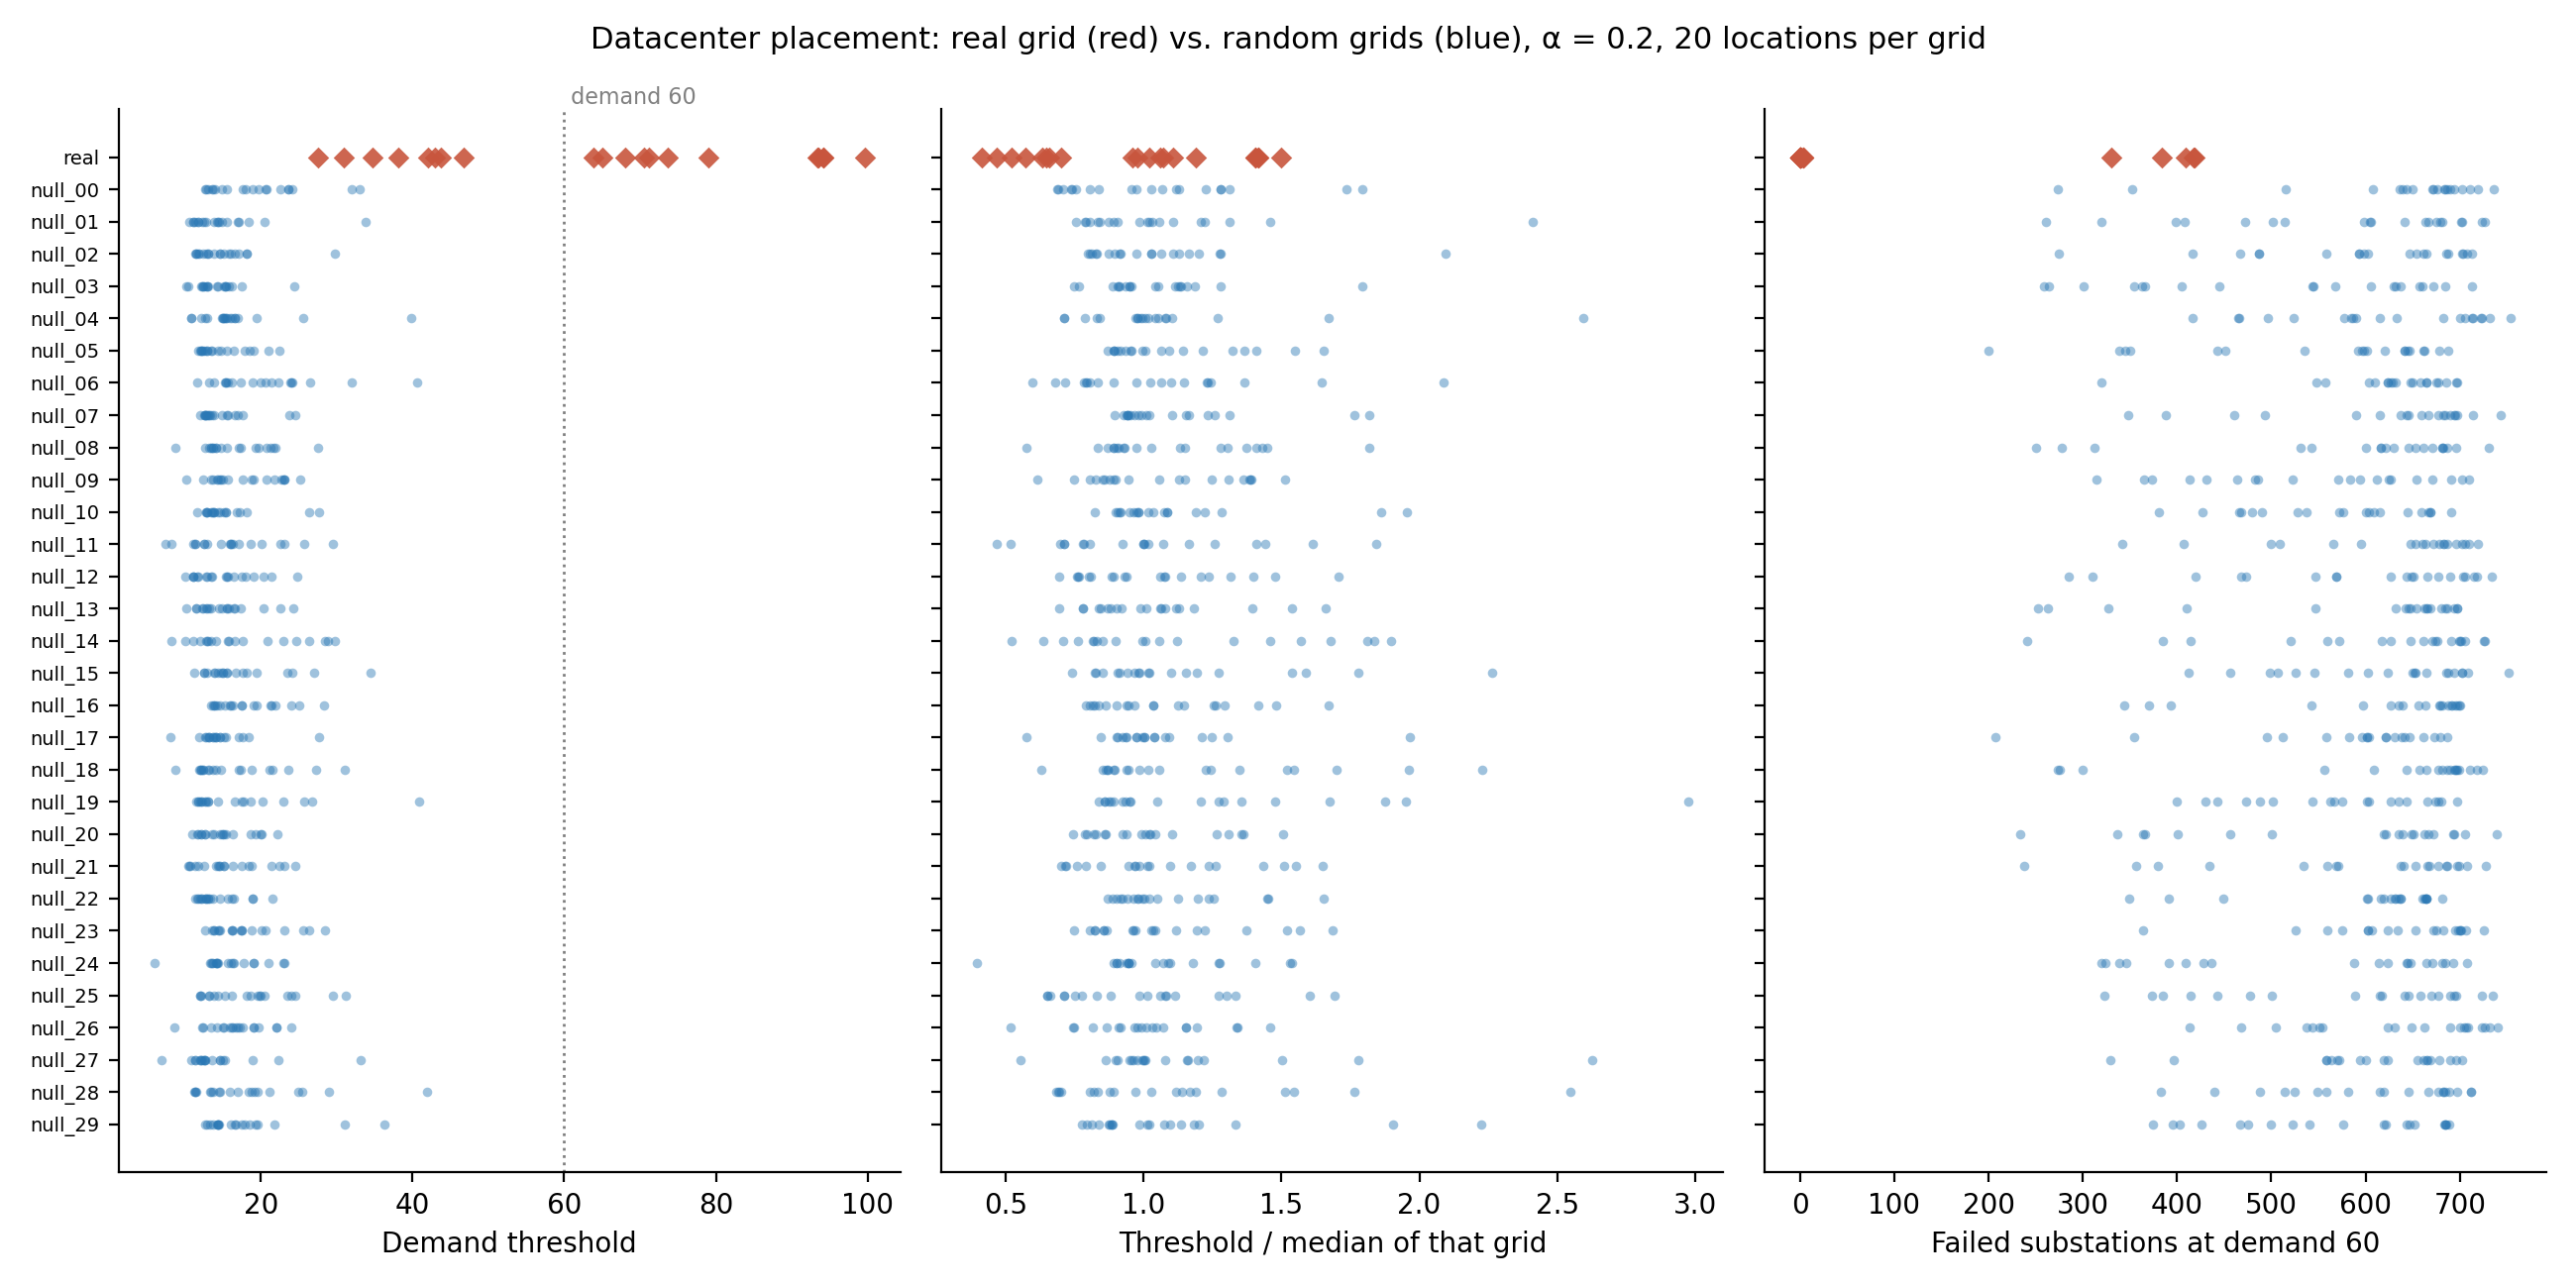 Datacenter placement: real grid (red) vs. random grids (blue), α = 0.2, 20 locations per grid
demand 60
real
null_00
null_01
null_02
null_03
null_04
null_05
null_06
null_07
null_08
null_09
null_10
null_11
null_12
null_13
null_14
null_15
null_16
null_17
null_18
null_19
null_20
null_21
null_22
null_23
null_24
null_25
null_26
null_27
null_28
null_29
20 40 60 80 100
Demand threshold
0.5 1.0 1.5 2.0 2.5 3.0
Threshold / median of that grid
0 100 200 300 400 500 600 700
Failed substations at demand 60